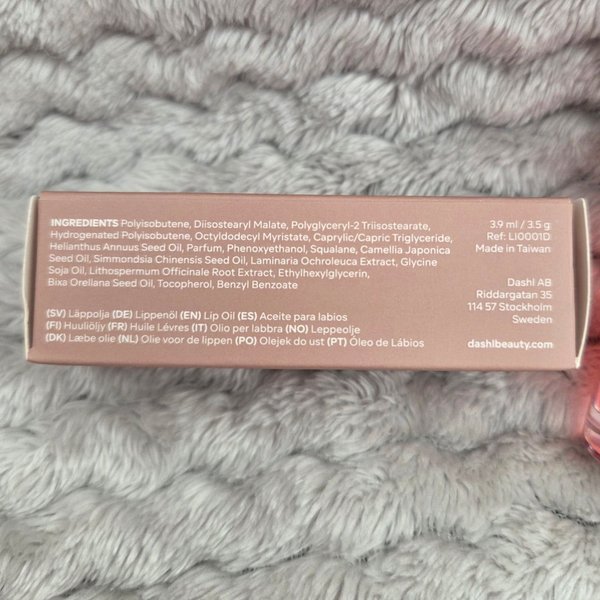 INGREDIENTS Polyisobutene, Diisostearyl Malate, Polyglyceryl-2 Triisostearate,
Hydrogenated Polyisobutene, Octyldodecyl Myristate, Caprylic/Capric Triglyceride,
Helianthus Annuus Seed Oil, Parfum, Phenoxyethanol, Squalane, Camellia Japonica
Seed Oil, Simmondsia Chinensis Seed Oil, Laminaria Ochroleuca Extract, Glycine
Soja Oil, Lithospermum Officinale Root Extract, Ethylhexylglycerin,
Bixa Orellana Seed Oil, Tocopherol, Benzyl Benzoate
(SV) Läppolja (DE) Lippenöl (EN) Lip Oil (ES) Aceite para labios
(FI) Huuliöljy (FR) Huile Lévres (IT) Olio per labbra (NO) Leppeolje
(DK) Læbe olie (NL) Olie voor de lippen (PO) Olejek do ust (PT) Óleo de Lábios
3.9 ml / 3.5 g
Ref: LI0001D
Made in Taiwan
Dashl AB
Riddargatan 35
114 57 Stockholm
Sweden
dashlbeauty.com